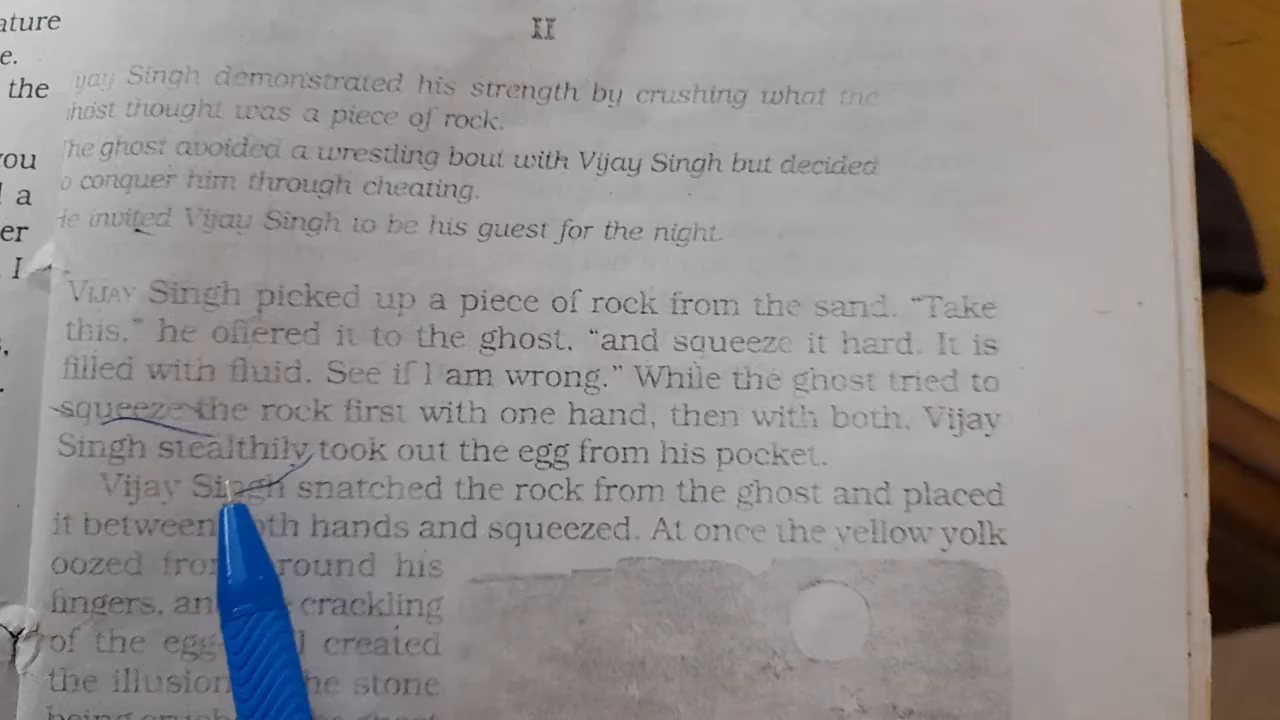 ature
e.
the
you
a
er
I
II
ijay Singh demonstrated his strength by crushing what the
host thought was a piece of rock.
The ghost avoided a wrestling bout with Vijay Singh but decided
o conquer him through cheating.
He invited Vijay Singh to be his guest for the night.
VIJAY Singh picked up a piece of rock from the sand. “Take
this,” he offered it to the ghost, “and squeeze it hard. It is
filled with fluid. See if I am wrong.” While the ghost tried to
squeeze the rock first with one hand, then with both, Vijay
Singh stealthily took out the egg from his pocket.
Vijay Singh snatched the rock from the ghost and placed
it between both hands and squeezed. At once the yellow yolk
oozed from around his
fingers, an crackling
of the egg created
the illusion the stone
being